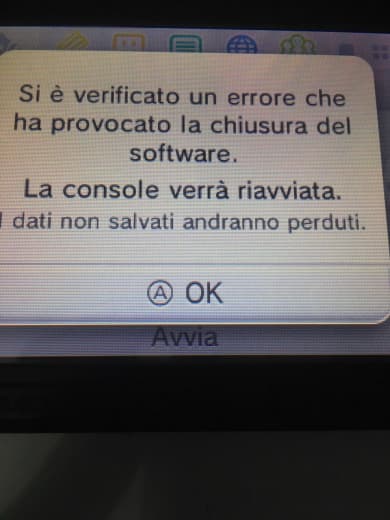 Si è verificato un errore che
ha provocato la chiusura del
software.
La console verrà riavviata.
I dati non salvati andranno perduti.
Ⓐ OK
Avvia